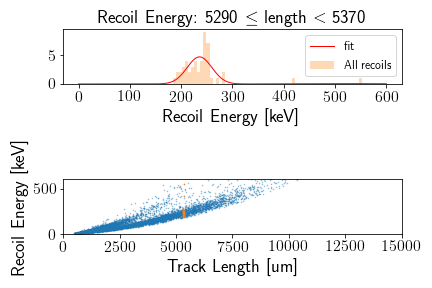 Recoil Energy: 5290 ≤ length < 5370
5
0
fit
All recoils
0 100 200 300 400 500 600
Recoil Energy [keV]
Recoil Energy [keV]
500
0
0 2500 5000 7500 10000 12500 15000
Track Length [um]